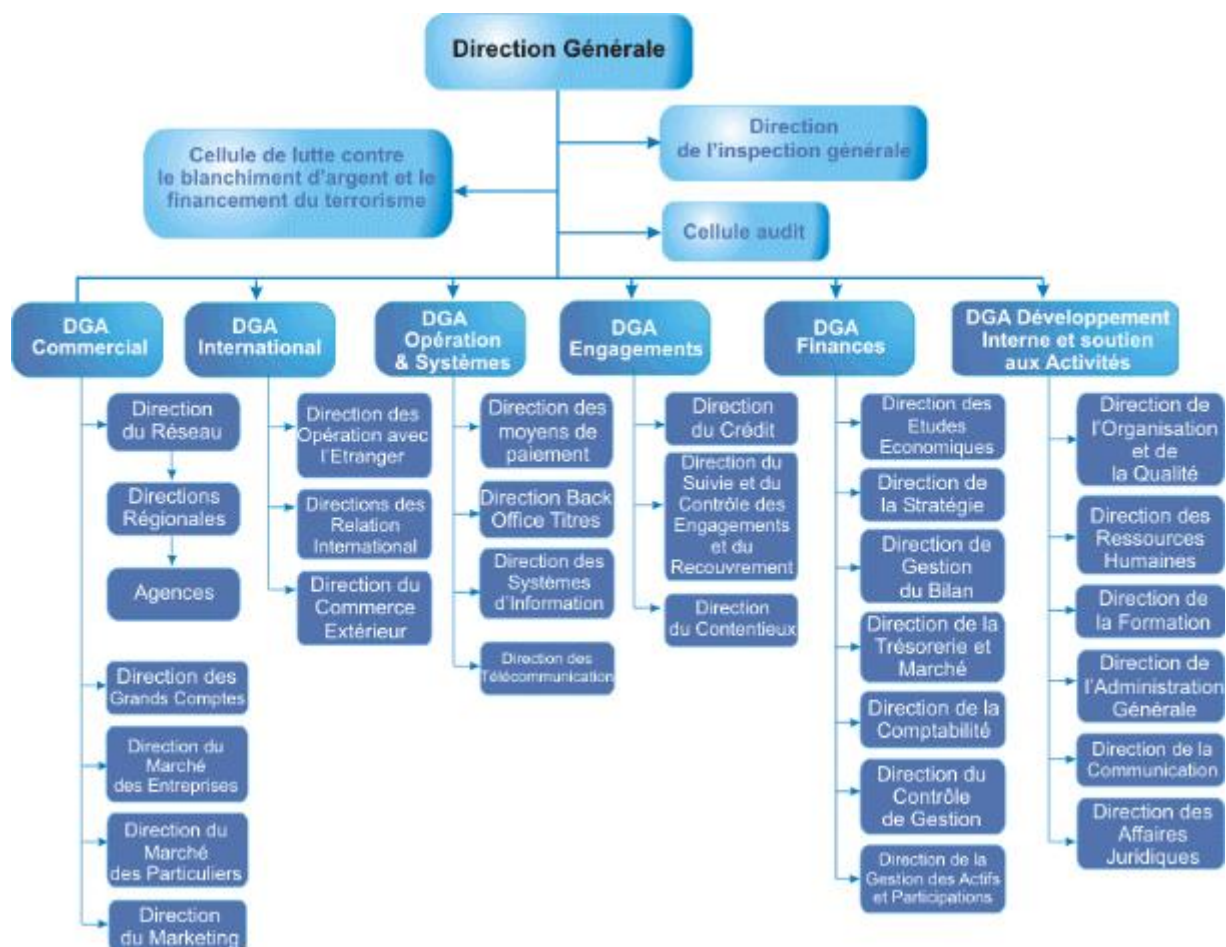 Direction Générale
Cellule de lutte contre
le blanchiment d'argent et le
financement du terrorisme
Direction
de l'inspection générale
Cellule audit
DGA
Commercial
Direction
du Réseau
Directions
Régionales
Agences
Direction des
Grands Comptes
Direction du
Marché
des Entreprises
Direction du
Marché
des Particuliers
Direction
du Marketing
DGA
International
Direction des
Opération avec
l'Etranger
Directions des
Relation
International
Direction du
Commerce
Extérieur
DGA
Opération
& Systèmes
Direction des
moyens de
paiement
Direction Back
Office Titres
Direction des
Systèmes
d'Information
Direction des
Télécommunication
DGA
Engagements
Direction
du Crédit
Direction du
Suivie et du
Contrôle des
Engagements
et du
Recouvrement
Direction
du Contentieux
DGA
Finances
Direction des
Etudes
Economiques
Direction de
la Stratégie
Direction de
Gestion
du Bilan
Direction de la
Trésorerie et
Marché
Direction de la
Comptabilité
Direction du
Contrôle
de Gestion
Direction de la
Gestion des Actifs
et Participations
DGA Développement
Interne et soutien
aux Activités
Direction de
l'Organisation
et de
la Qualité
Direction des
Ressources
Humaines
Direction de
la Formation
Direction de
l'Administration
Générale
Direction de la
Communication
Direction des
Affaires
Juridiques